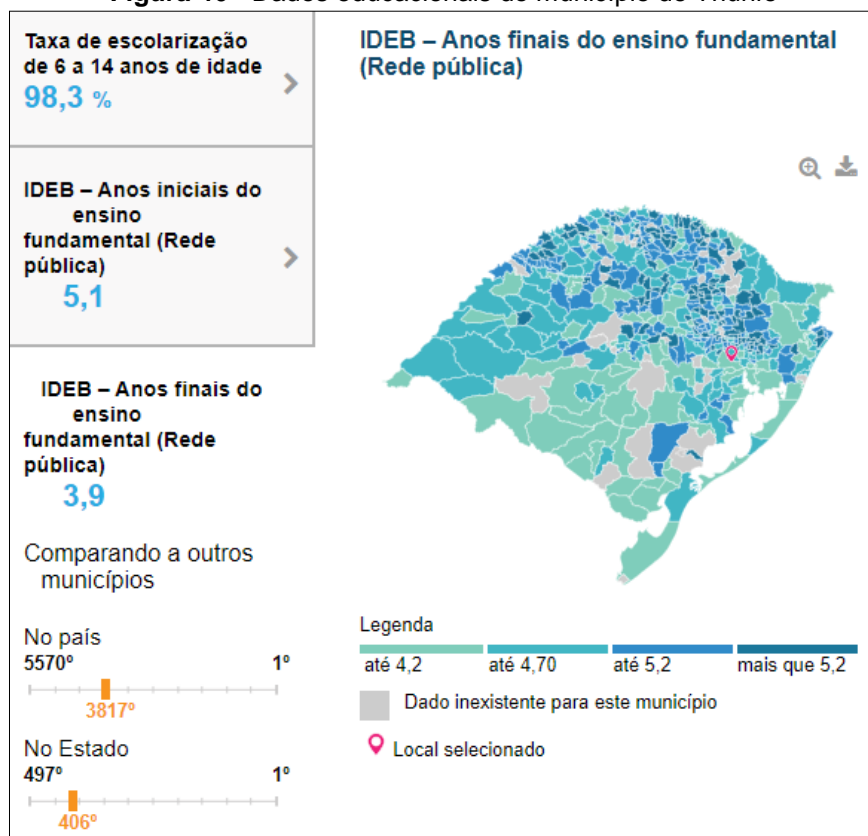 Taxa de escolarização
de 6 a 14 anos de idade
98,3 %
IDEB – Anos iniciais do
ensino
fundamental (Rede
pública)
5,1
IDEB – Anos finais do
ensino
fundamental (Rede
pública)
3,9
Comparando a outros
municípios
No país
5570º 1º
3817º
No Estado
497º 1º
406º
IDEB – Anos finais do ensino fundamental
(Rede pública)
Legenda
até 4,2 até 4,70 até 5,2 mais que 5,2
Dado inexistente para este município
Local selecionado